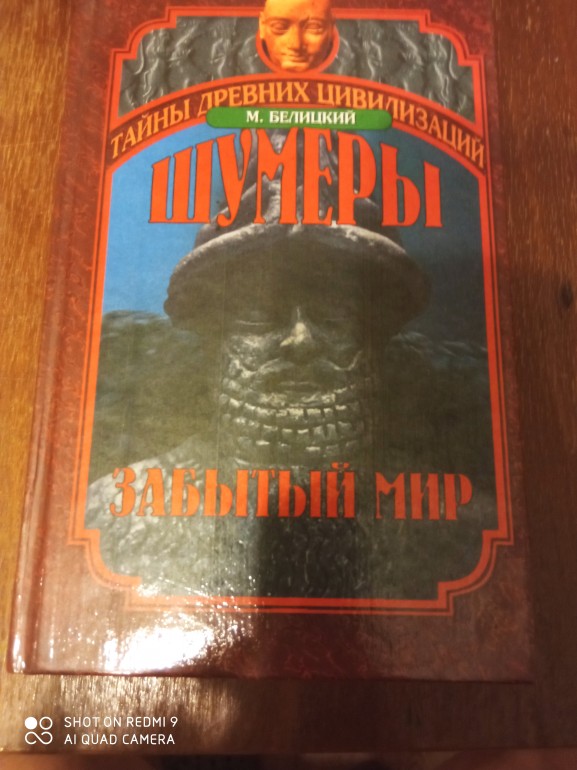 ТАЙНЫ ДРЕВНИХ ЦИВИЛИЗАЦИЙ
М. БЕЛИЦКИЙ
ШУМЕРЫ
ЗАБЫТЫЙ МИР
SHOT ON REDMI 9
AI QUAD CAMERA